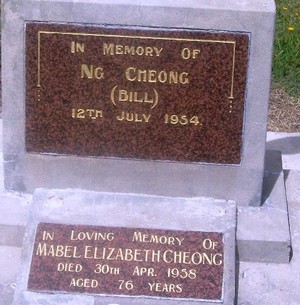 IN MEMORY OF
NG CHEONG
(BILL)
12TH JULY 1954.
IN LOVING MEMORY OF
MABEL ELIZABETH CHEONG
DIED 30TH APR. 1958
AGED 76 YEARS